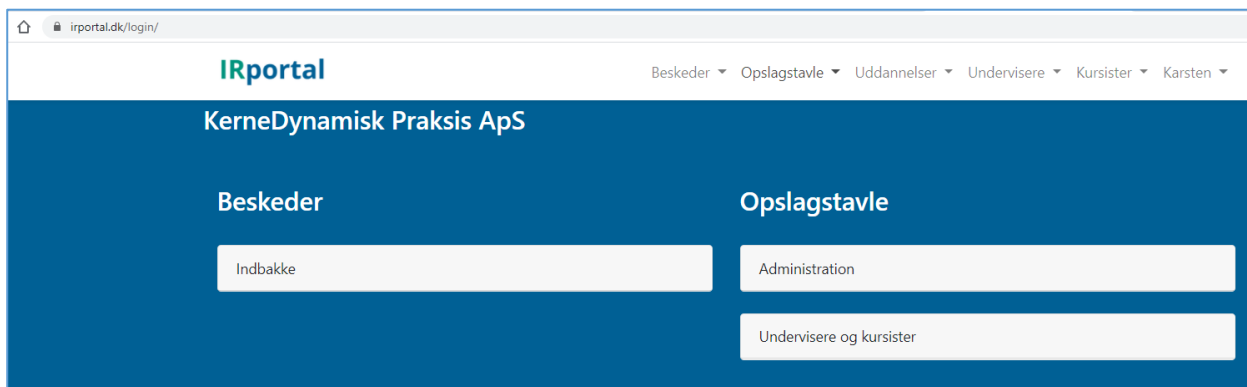 irportal.dk/login/
IRportal
Beskeder Opslagstavle Uddannelser Undervisere Kursister Karsten
KerneDynamisk Praksis ApS
Beskeder
Opslagstavle
Indbakke
Administration
Undervisere og kursister